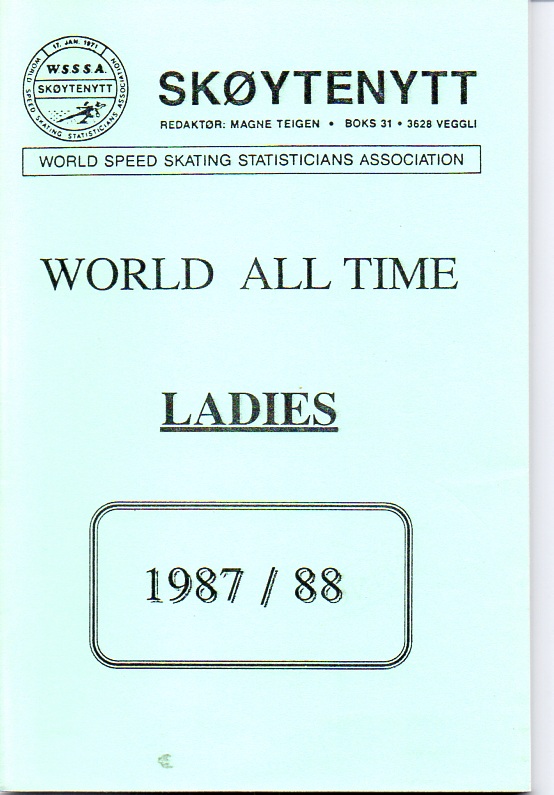 17. JAN. 1971
W.S.S.S.A.
SKØYTENYTT
WORLD SPEED SKATING STATISTICIANS ASSOCIATION
SKØYTENYTT
REDAKTØR: MAGNE TEIGEN • BOKS 31 • 3628 VEGGLI
WORLD SPEED SKATING STATISTICIANS ASSOCIATION
WORLD ALL TIME
LADIES
1987 / 88